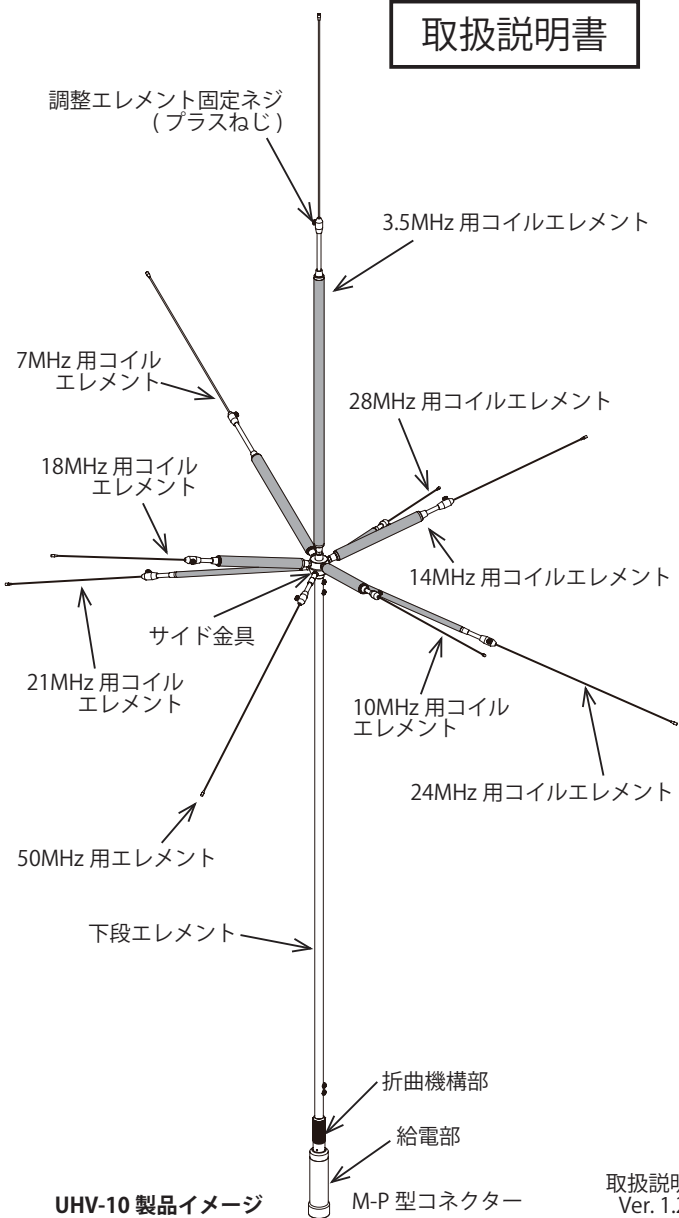 取扱説明書
調整エレメント固定ネジ
( プラスねじ )
3.5MHz 用コイルエレメント
7MHz 用コイル
エレメント
28MHz 用コイルエレメント
18MHz 用コイル
エレメント
14MHz 用コイルエレメント
サイド金具
21MHz 用コイル
エレメント
10MHz 用コイル
エレメント
24MHz 用コイルエレメント
50MHz 用エレメント
下段エレメント
折曲機構部
給電部
UHV-10 製品イメージ
M-P 型コネクター
取扱説明
Ver. 1.2